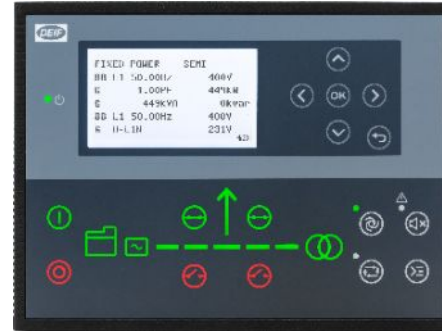 DEIF
FIXED POWER SEMI
BB L1 50.00Hz 400V
G 1.00PF 449kW
G 449kVA 0kvar
BB L1 50.00Hz 400V
G U-L1N 231V
OK